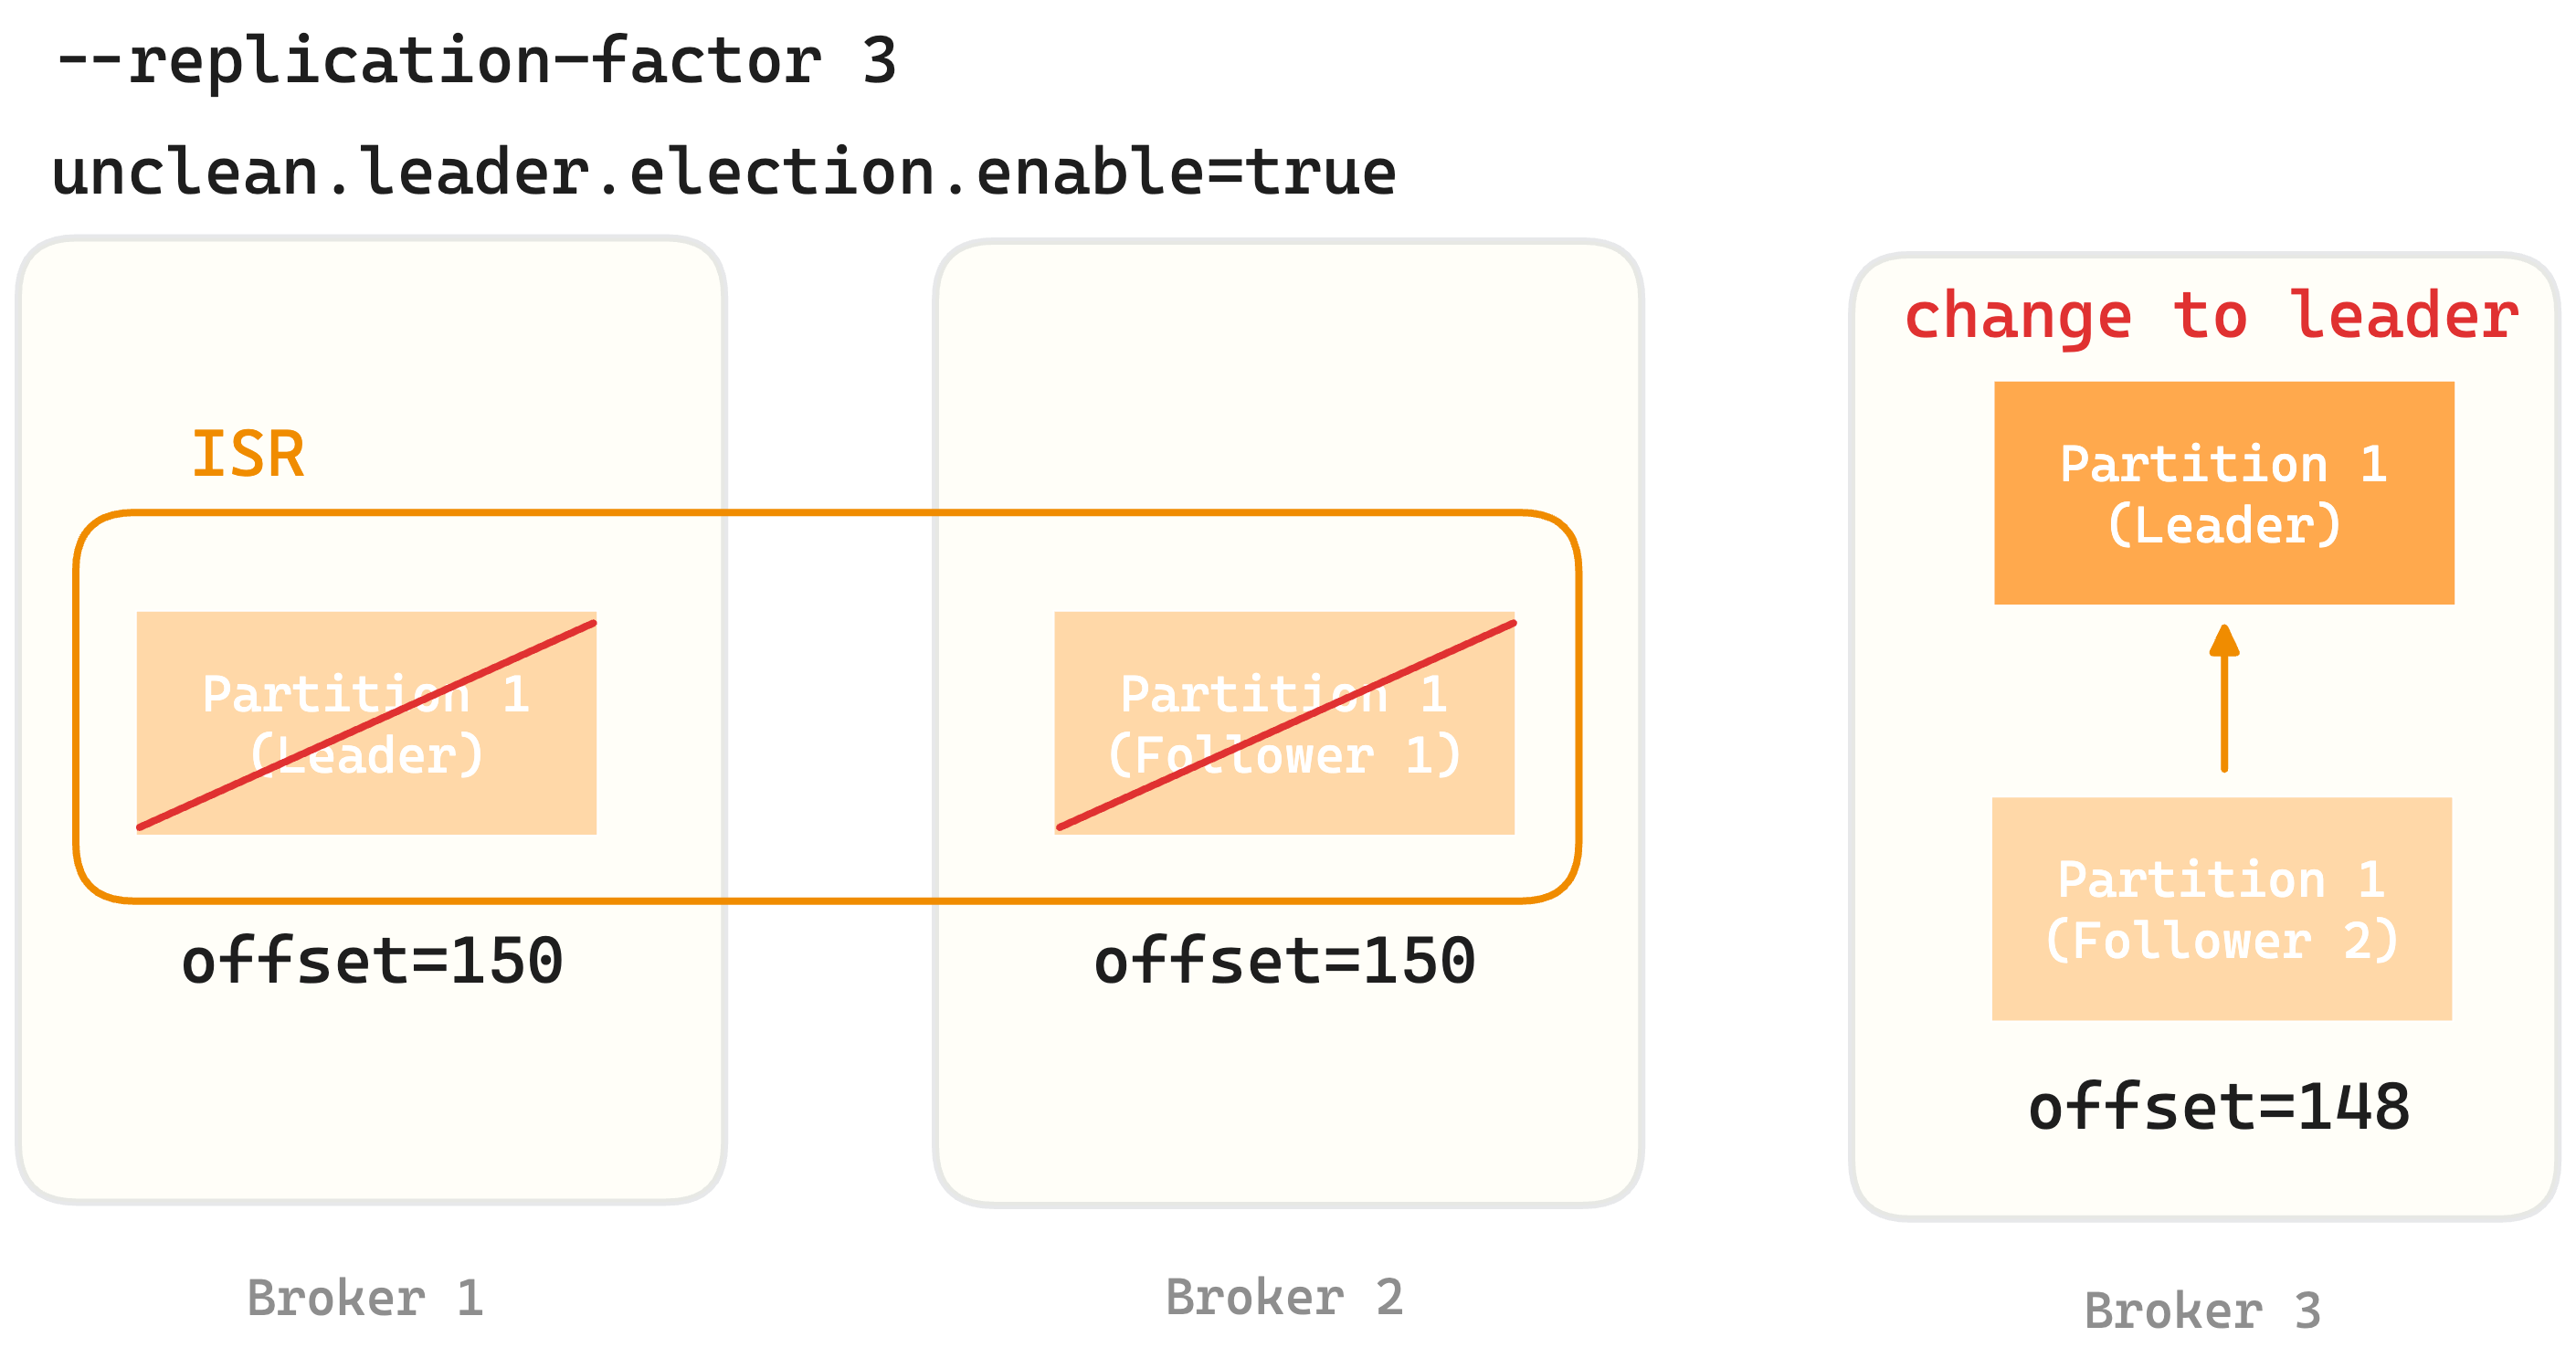 --replication-factor 3
unclean.leader.election.enable=true
ISR
Partition 1
(Leader)
offset=150
Broker 1
Partition 1
(Follower 1)
offset=150
Broker 2
change to leader
Partition 1
(Leader)
Partition 1
(Follower 2)
offset=148
Broker 3